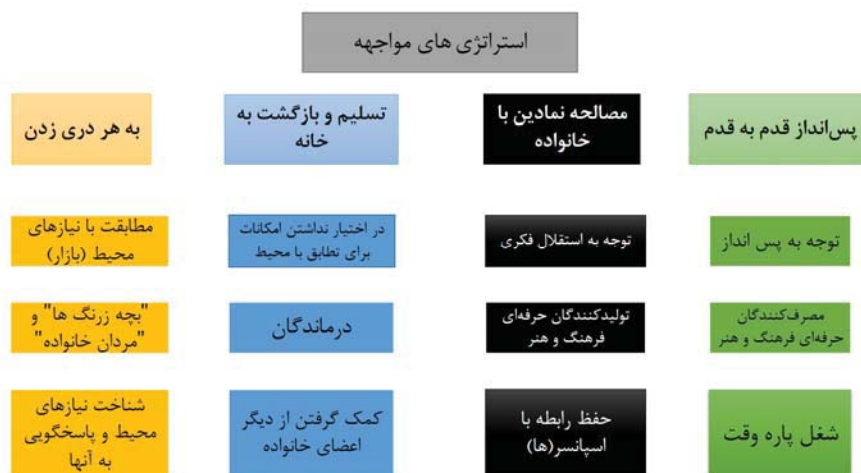 استراتژی های مواجهه
پس‌انداز قدم به قدم
مصالحه نمادین با
خانواده
تسلیم و بازگشت به
خانه
به هر دری زدن
توجه به پس انداز
توجه به استقلال فکری
در اختیار نداشتن امکانات
برای تطابق با محیط
مطابقت با نیازهای
محیط (بازار)
مصرف‌کنندگان
حرفه‌ای فرهنگ و هنر
تولیدکنندگان حرفه‌ای
فرهنگ و هنر
درماندگان
"بچه زرنگ ها" و
"مردان خانواده"
شغل پاره وقت
حفظ رابطه با
اسپانسر(ها)
کمک گرفتن از دیگر
اعضای خانواده
شناخت نیازهای
محیط و پاسخگویی
به آنها